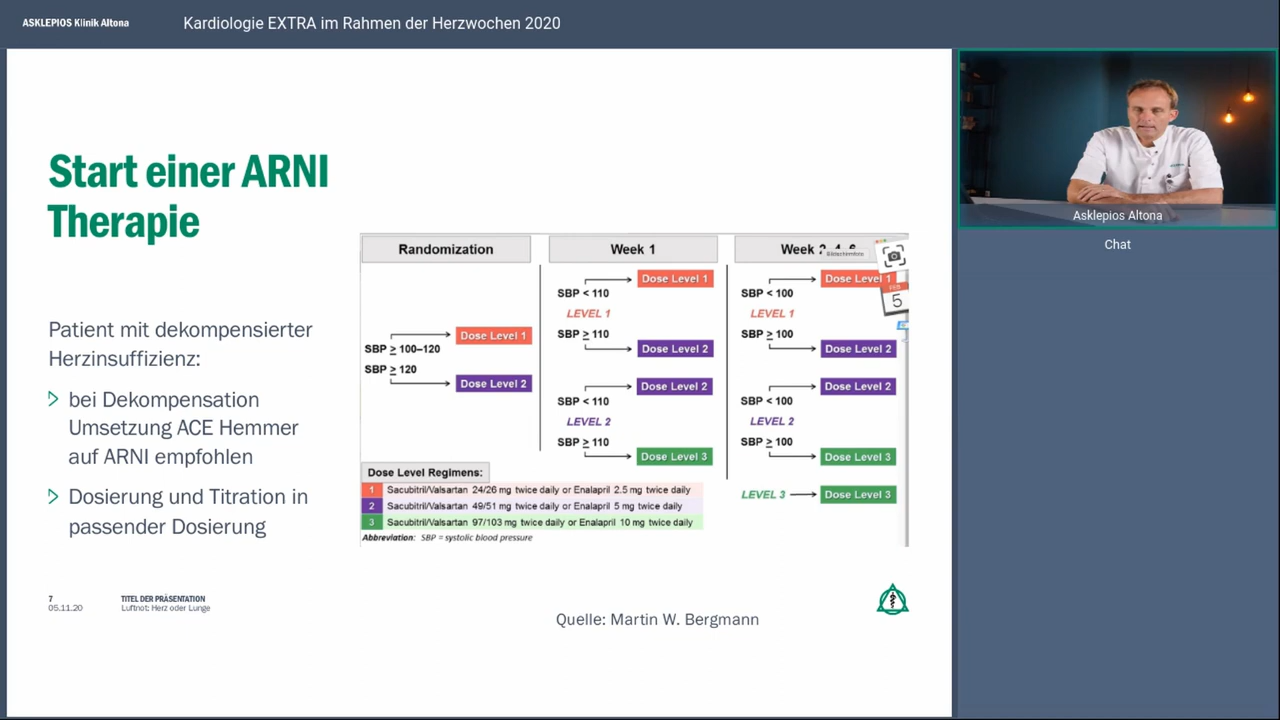 ASKLEPIOS Klinik Altona
Kardiologie EXTRA im Rahmen der Herzwochen 2020
Start einer ARNI
Therapie
Patient mit dekompensierter
Herzinsuffizienz:
bei Dekompensation
Umsetzung ACE Hemmer
auf ARNI empfohlen
Dosierung und Titration in
passender Dosierung
Randomization
SBP ≥ 100–120
Dose Level 1
SBP ≥ 120
Dose Level 2
Week 1
Dose Level 1
SBP < 110
LEVEL 1
SBP ≥ 110
Dose Level 2
Dose Level 2
SBP < 110
LEVEL 2
SBP ≥ 110
Dose Level 3
Week 2, 4, 6
Bildschirmfoto
Dose Level 1
SBP < 100
LEVEL 1
SBP ≥ 100
Dose Level 2
Dose Level 2
SBP < 100
LEVEL 2
SBP ≥ 100
Dose Level 3
LEVEL 3
Dose Level 3
5
Dose Level Regimens:
1 Sacubitril/Valsartan 24/26 mg twice daily or Enalapril 2.5 mg twice daily
2 Sacubitril/Valsartan 49/51 mg twice daily or Enalapril 5 mg twice daily
3 Sacubitril/Valsartan 97/103 mg twice daily or Enalapril 10 mg twice daily
Abbreviation: SBP = systolic blood pressure
7
05.11.20
TITEL DER PRÄSENTATION
Luftnot: Herz oder Lunge
Quelle: Martin W. Bergmann
Asklepios Altona
Chat